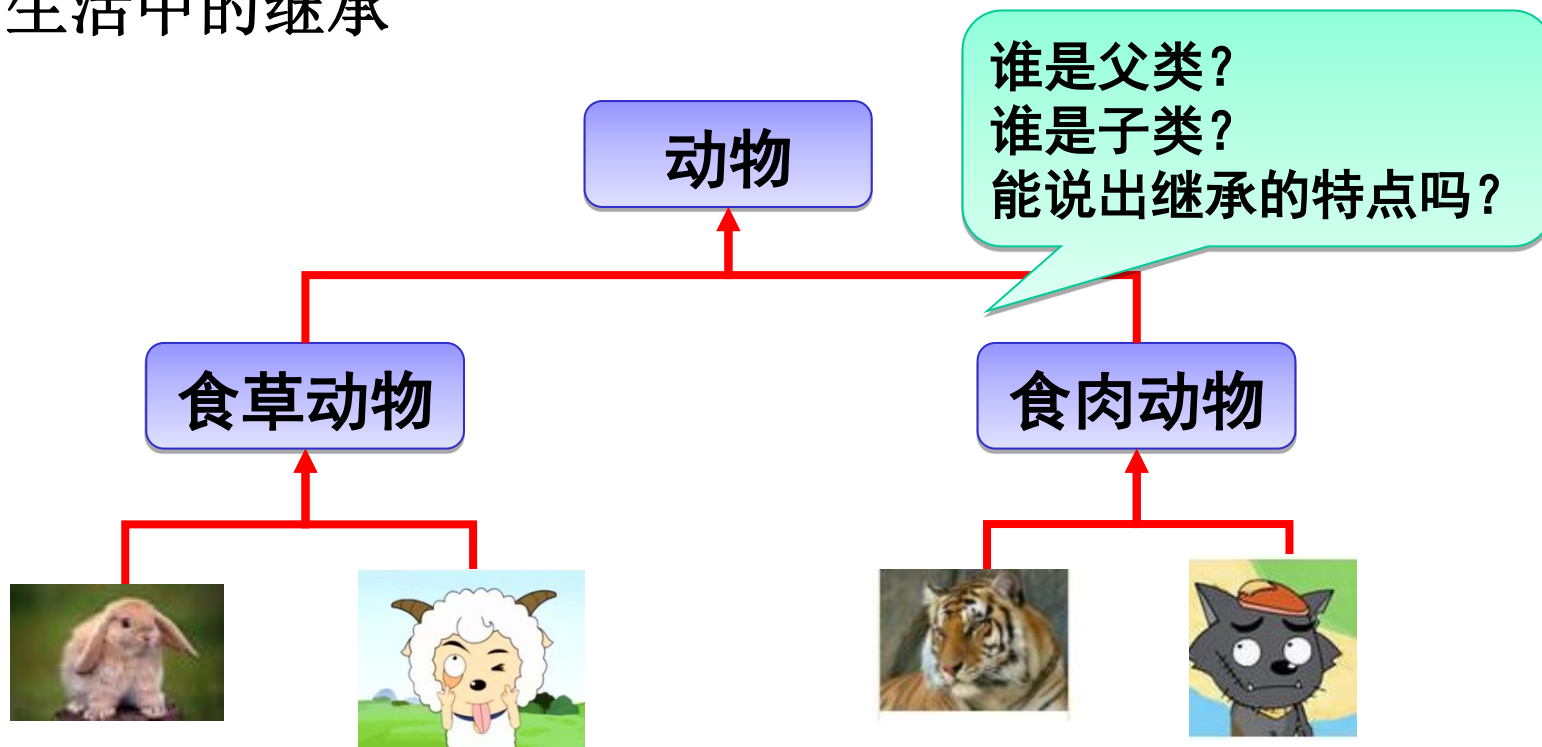 生活中的继承
谁是父类？
谁是子类？
能说出继承的特点吗？
动物
食草动物
食肉动物